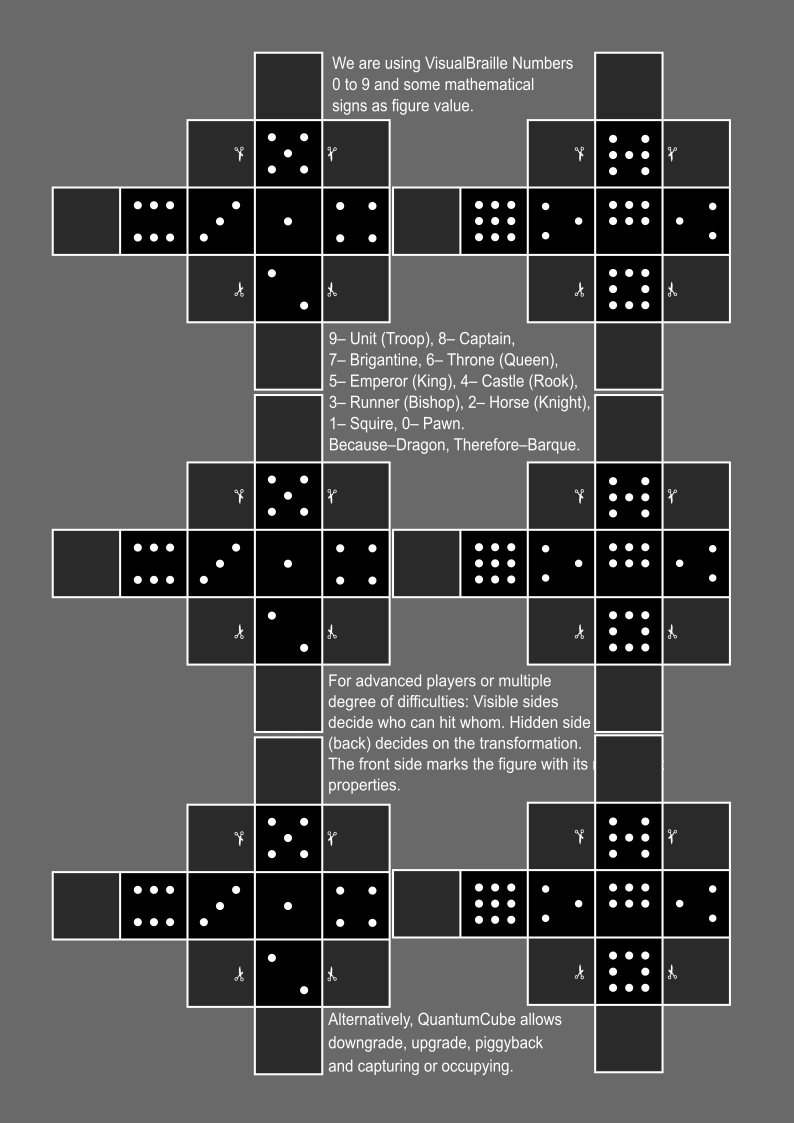 We are using VisualBraille Numbers
0 to 9 and some mathematical
signs as figure value.
9– Unit (Troop), 8– Captain,
7– Brigantine, 6– Throne (Queen),
5– Emperor (King), 4– Castle (Rook),
3– Runner (Bishop), 2– Horse (Knight),
1– Squire, 0– Pawn.
Because–Dragon, Therefore–Barque.
For advanced players or multiple
degree of difficulties: Visible sides
decide who can hit whom. Hidden side
(back) decides on the transformation.
The front side marks the figure with its
properties.
Alternatively, QuantumCube allows
downgrade, upgrade, piggyback
and capturing or occupying.